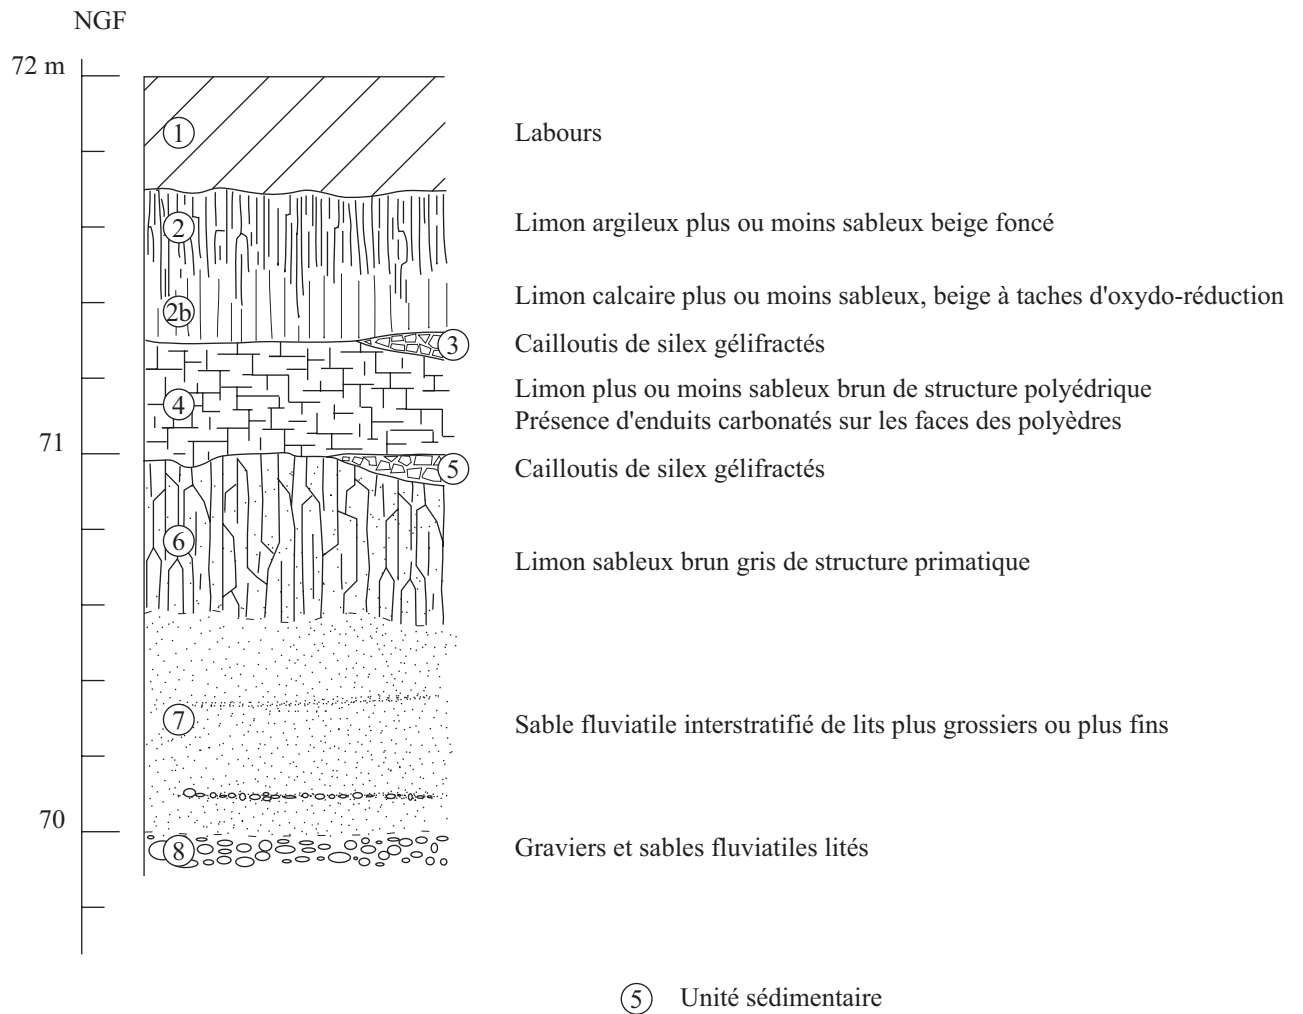 NGF
72 m
1
Labours
2
Limon argileux plus ou moins sableux beige foncé
2b
Limon calcaire plus ou moins sableux, beige à taches d'oxydo-réduction
3
Cailloutis de silex gélifractés
4
Limon plus ou moins sableux brun de structure polyédrique
Présence d'enduits carbonatés sur les faces des polyèdres
71
5
Cailloutis de silex gélifractés
6
Limon sableux brun gris de structure primatique
7
Sable fluviatile interstratifié de lits plus grossiers ou plus fins
70
8
Graviers et sables fluviatiles lités
5 Unité sédimentaire